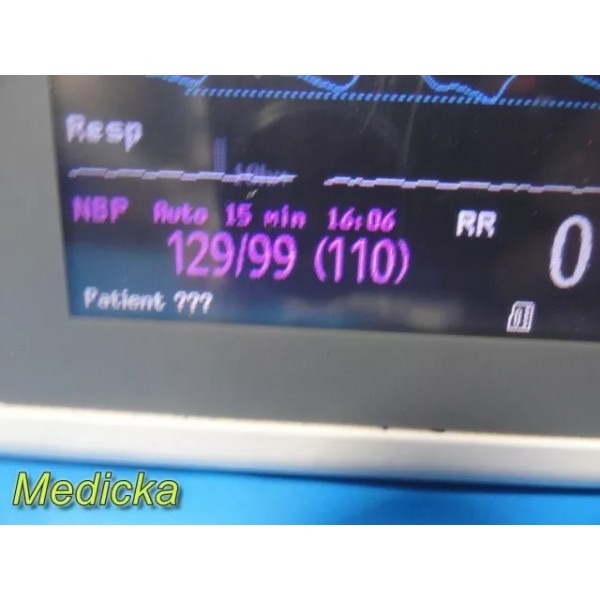 Resp
NBP Auto 15 min 16:06
129/99 (110)
RR
0
Patient ???
Medicka